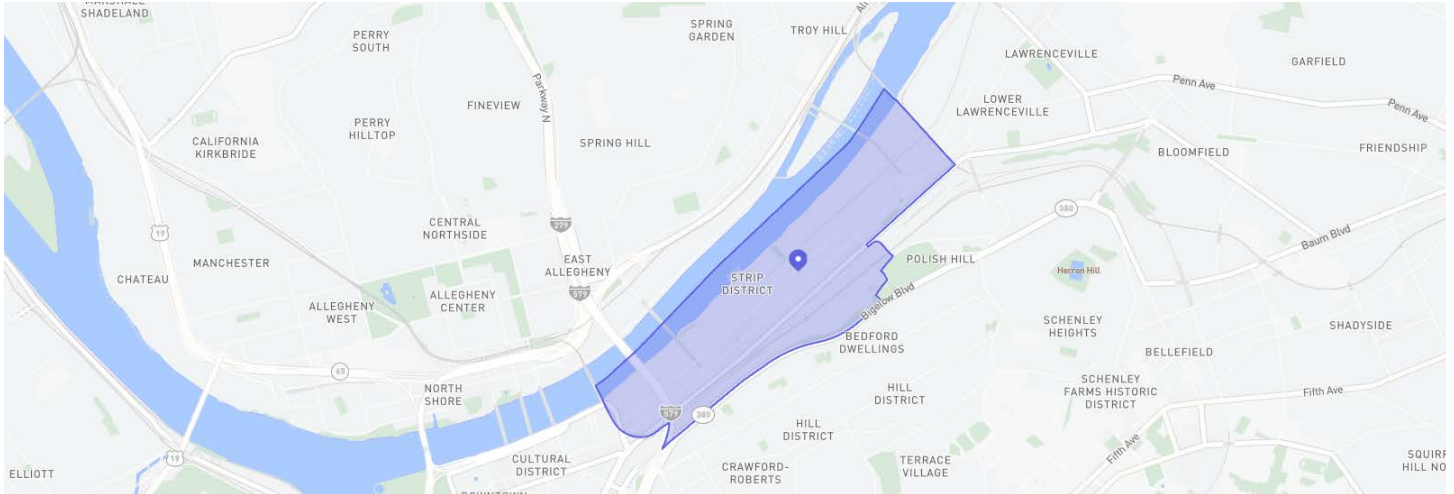 MARSHALL
SHADELAND
PERRY
SOUTH
SPRING
GARDEN
TROY HILL
LAWRENCEVILLE
GARFIELD
Parkway N
Penn Ave
FINEVIEW
LOWER
LAWRENCEVILLE
Penn Ave
PERRY
HILLTOP
CALIFORNIA
KIRKBRIDE
SPRING HILL
BLOOMFIELD
FRIENDSHIP
380
279
19
CENTRAL
NORTHSIDE
Baum Blvd
MANCHESTER
EAST
ALLEGHENY
POLISH HILL
Herron Hill
CHATEAU
STRIP
DISTRICT
579
ALLEGHENY
WEST
ALLEGHENY
CENTER
Bigelow Blvd
SCHENLEY
HEIGHTS
SHADYSIDE
BEDFORD
DWELLINGS
BELLEFIELD
65
NORTH
SHORE
HILL
DISTRICT
SCHENLEY
FARMS HISTORIC
DISTRICT
Fifth Ave
579
380
HILL
DISTRICT
19
CULTURAL
DISTRICT
Fifth Ave
ELLIOTT
CRAWFORD-
ROBERTS
TERRACE
VILLAGE
DOWNTOWN